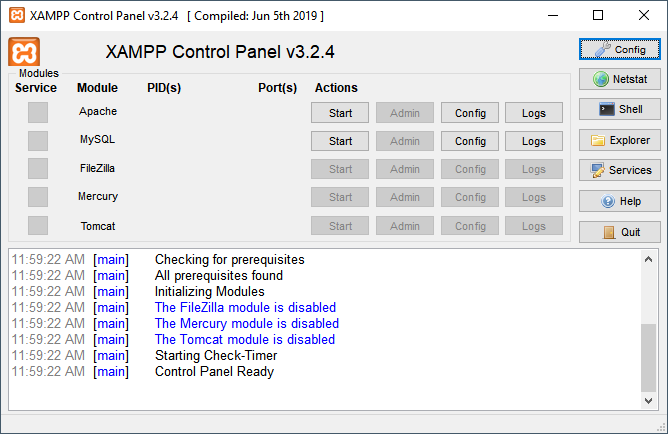 XAMPP Control Panel v3.2.4 [ Compiled: Jun 5th 2019 ]
XAMPP Control Panel v3.2.4
Config
Modules
Netstat
Service Module PID(s) Port(s) Actions
Apache Start Admin Config Logs
Shell
MySQL Start Admin Config Logs
Explorer
FileZilla Start Admin Config Logs
Services
Mercury Start Admin Config Logs
Help
Tomcat Start Admin Config Logs
Quit
11:59:22 AM [main] Checking for prerequisites
11:59:22 AM [main] All prerequisites found
11:59:22 AM [main] Initializing Modules
11:59:22 AM [main] The FileZilla module is disabled
11:59:22 AM [main] The Mercury module is disabled
11:59:22 AM [main] The Tomcat module is disabled
11:59:22 AM [main] Starting Check-Timer
11:59:22 AM [main] Control Panel Ready